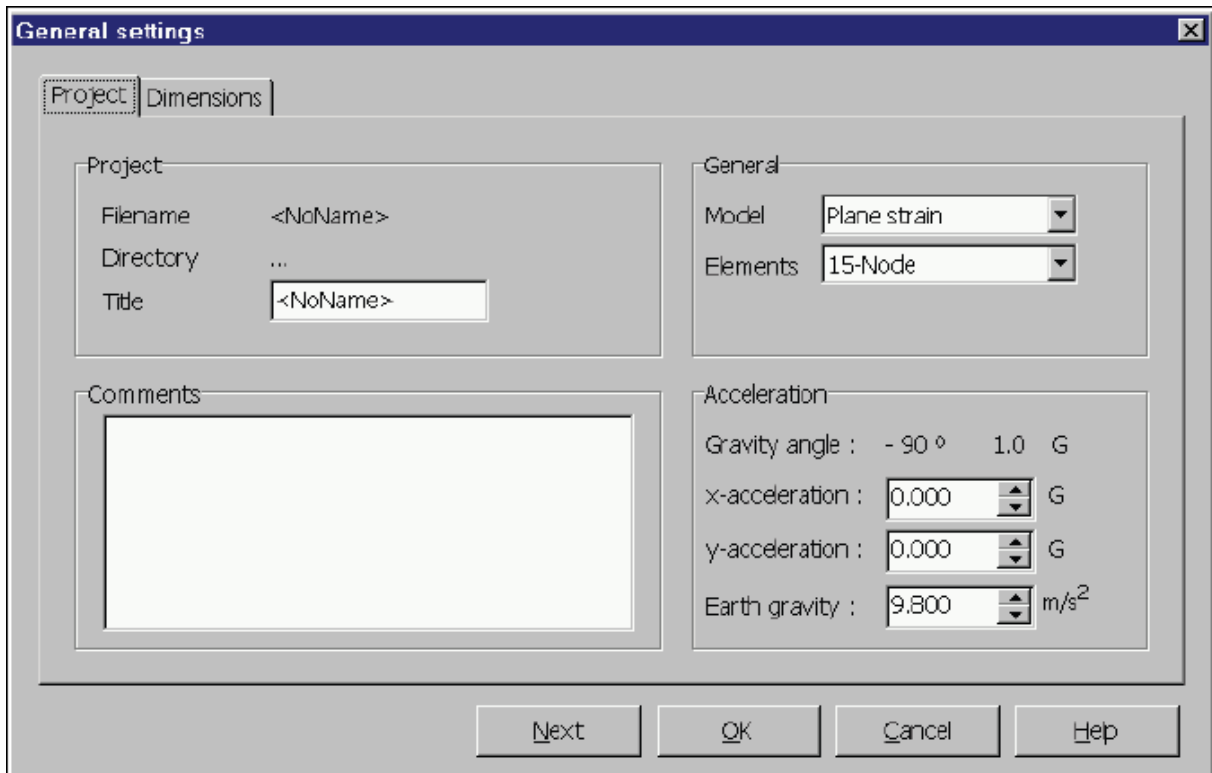 General settings
Project
Dimensions
Project
Filename <NoName>
Directory ...
Title <NoName>
General
Model Plane strain
Elements 15-Node
Comments
Acceleration
Gravity angle : - 90 º 1.0 G
x-acceleration : 0.000 G
y-acceleration : 0.000 G
Earth gravity : 9.800 m/s²
Next
OK
Cancel
Help